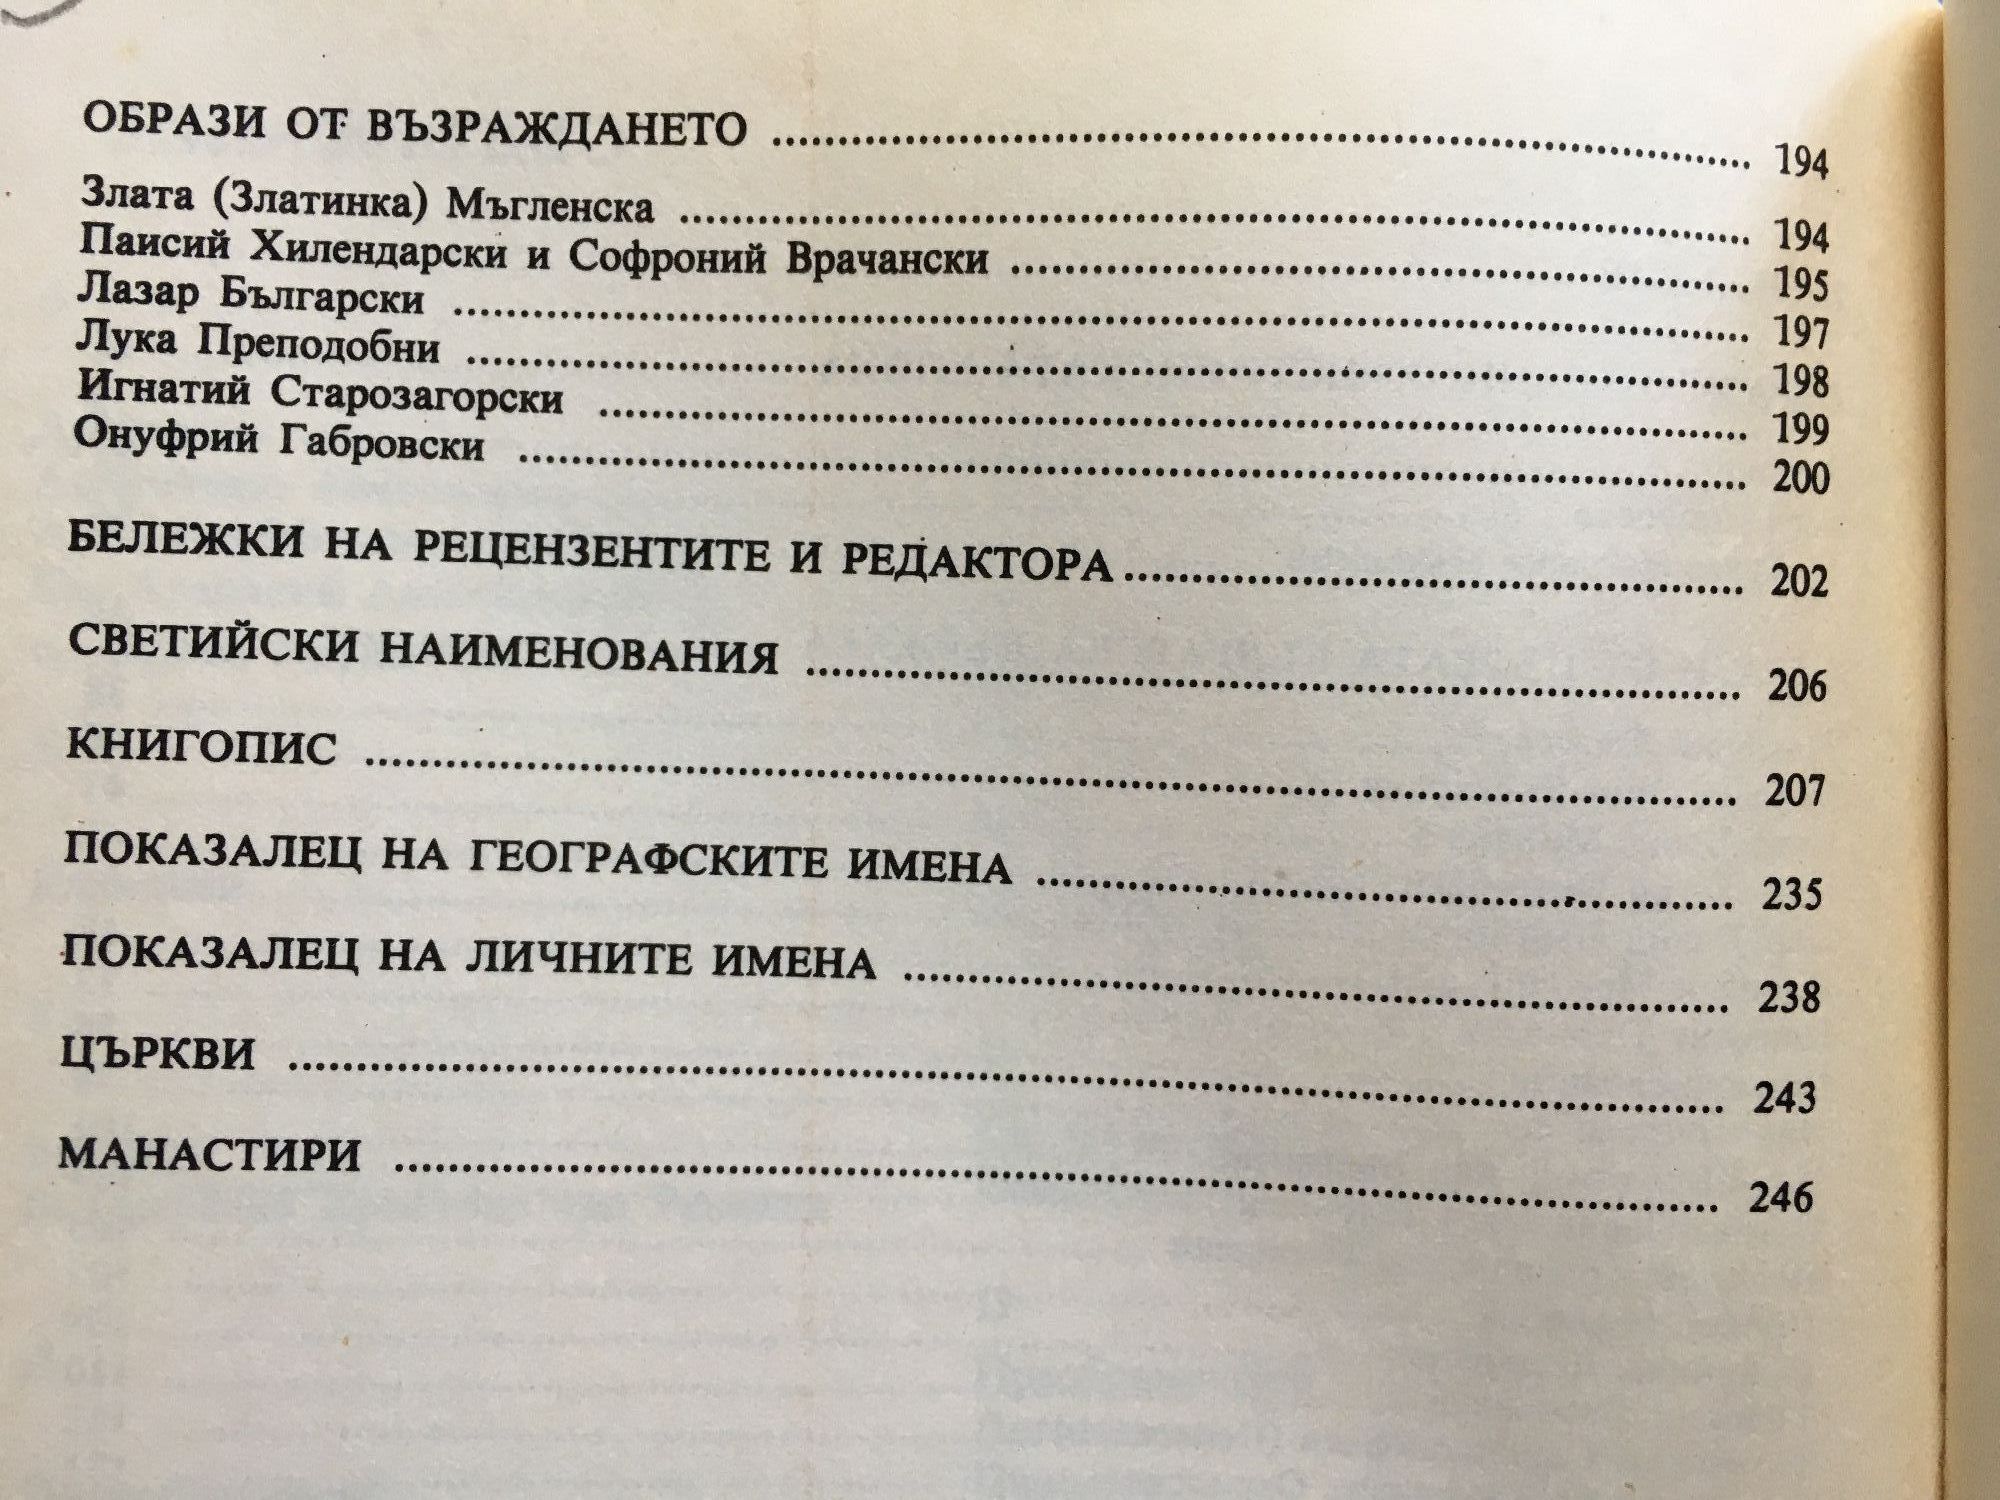 ОБРАЗИ ОТ ВЪЗРАЖДАНЕТО ........ 194
Злата (Златинка) Мъгленска ........ 194
Паисий Хилендарски и Софроний Врачански ........ 195
Лазар Български ........ 197
Лука Преподобни ........ 198
Игнатий Старозагорски ........ 199
Онуфрий Габровски ........ 200
БЕЛЕЖКИ НА РЕЦЕНЗЕНТИТЕ И РЕДАКТОРА ........ 202
СВЕТИЙСКИ НАИМЕНОВАНИЯ ........ 206
КНИГОПИС ........ 207
ПОКАЗАЛЕЦ НА ГЕОГРАФСКИТЕ ИМЕНА ........ 235
ПОКАЗАЛЕЦ НА ЛИЧНИТЕ ИМЕНА ........ 238
ЦЪРКВИ ........ 243
МАНАСТИРИ ........ 246